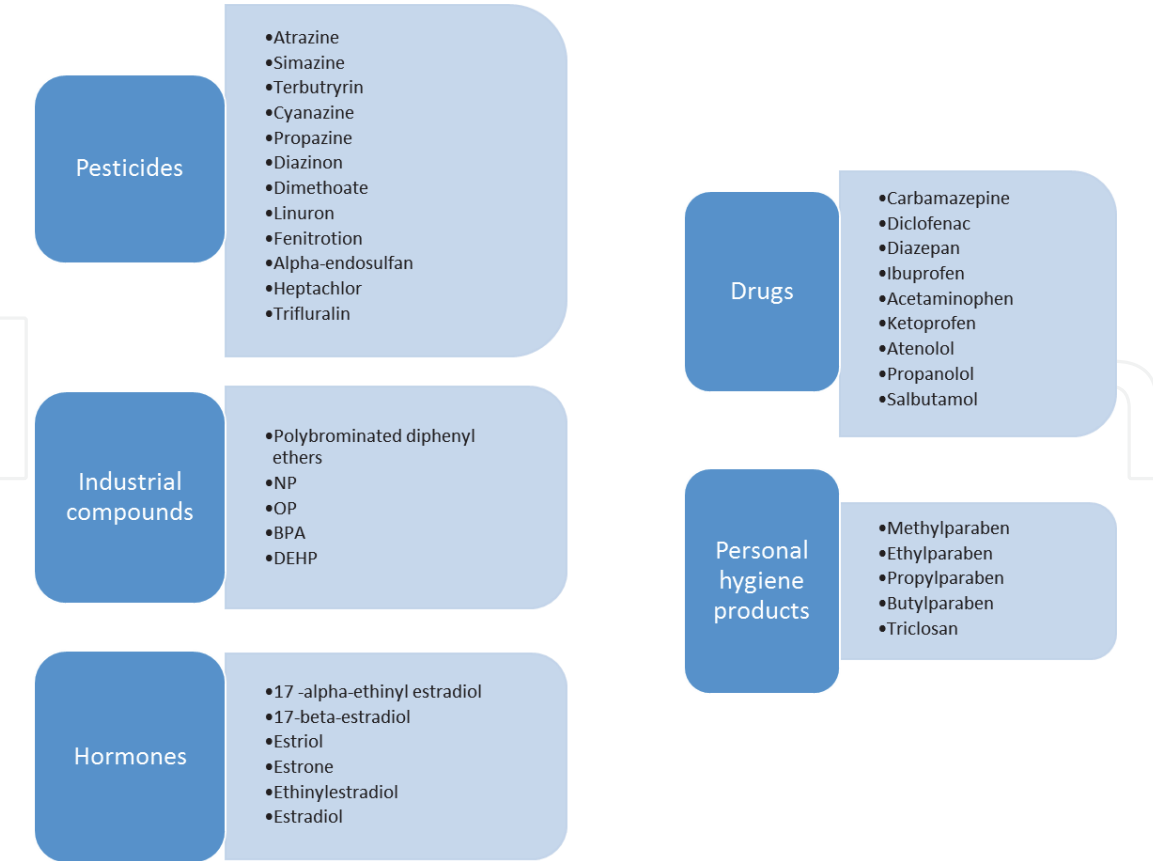 Pesticides
•Atrazine
•Simazine
•Terbutryrin
•Cyanazine
•Propazine
•Diazinon
•Dimethoate
•Linuron
•Fenitrotion
•Alpha-endosulfan
•Heptachlor
•Trifluralin
Industrial
compounds
•Polybrominated diphenyl
ethers
•NP
•OP
•BPA
•DEHP
Hormones
•17 -alpha-ethinyl estradiol
•17-beta-estradiol
•Estriol
•Estrone
•Ethinylestradiol
•Estradiol
Drugs
•Carbamazepine
•Diclofenac
•Diazepan
•Ibuprofen
•Acetaminophen
•Ketoprofen
•Atenolol
•Propanolol
•Salbutamol
Personal
hygiene
products
•Methylparaben
•Ethylparaben
•Propylparaben
•Butylparaben
•Triclosan